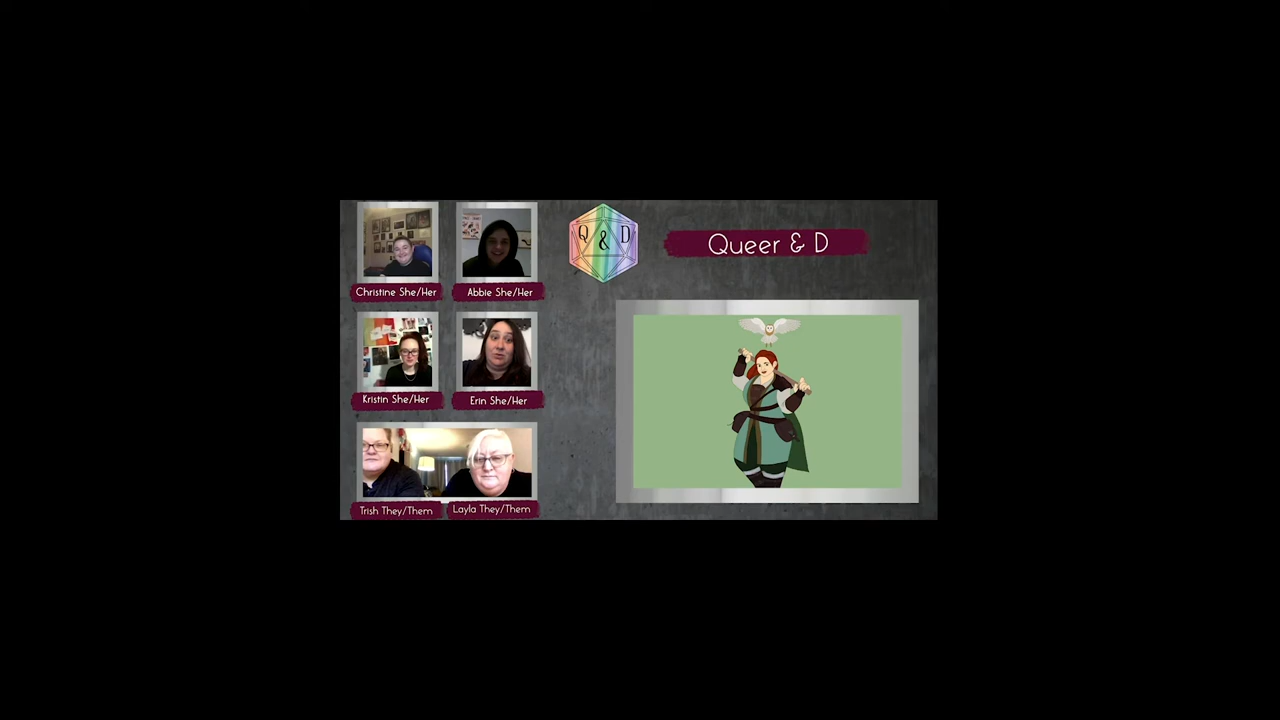 Q & D
Queer & D
Christine She/Her
Abbie She/Her
Kristin She/Her
Erin She/Her
Trish They/Them
Layla They/Them